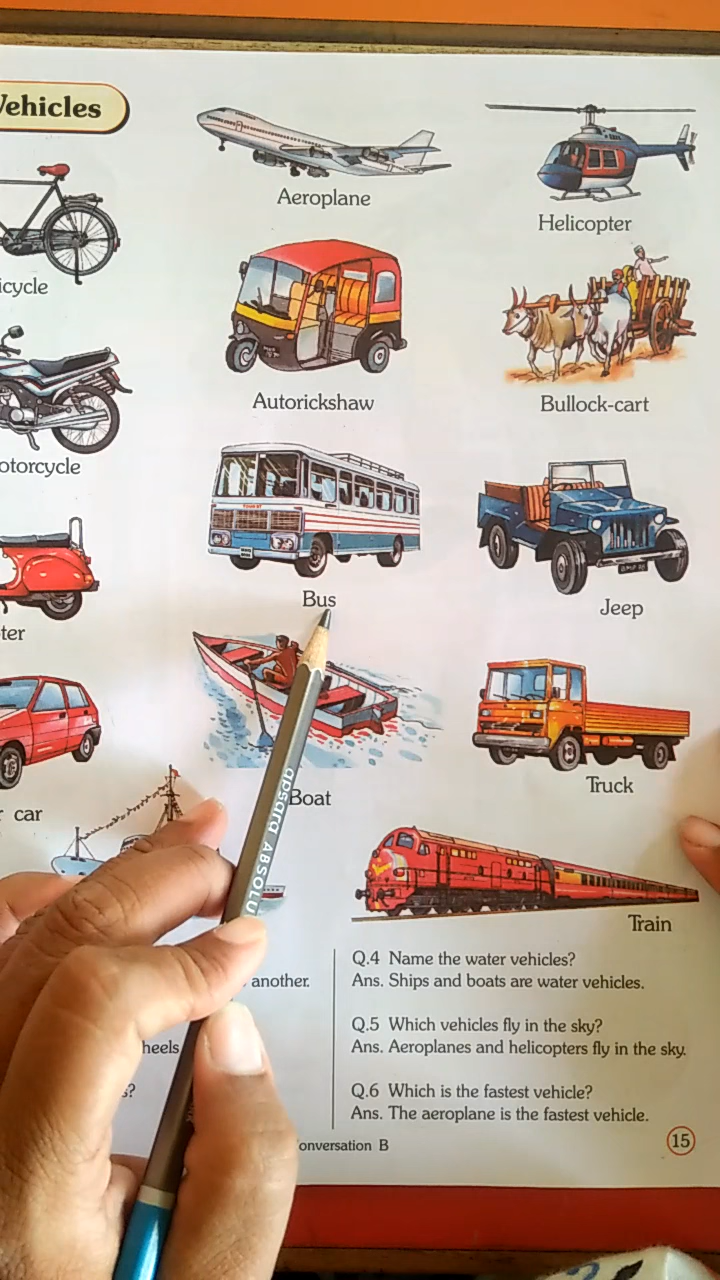 Vehicles
Aeroplane
Helicopter
icycle
Autorickshaw
Bullock-cart
otorcycle
TOURIST
Bus
Jeep
ter
Boat
Truck
car
apsara ABSOLU
Train
another.
heels
s?
Q.4 Name the water vehicles?
Ans. Ships and boats are water vehicles.
Q.5 Which vehicles fly in the sky?
Ans. Aeroplanes and helicopters fly in the sky.
Q.6 Which is the fastest vehicle?
Ans. The aeroplane is the fastest vehicle.
onversation B
15